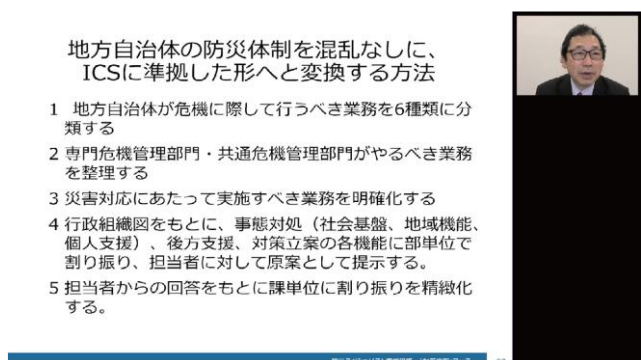 地方自治体の防災体制を混乱なしに、
ICSに準拠した形へと変換する方法
1 地方自治体が危機に際して行うべき業務を6種類に分
類する
2 専門危機管理部門・共通危機管理部門がやるべき業務
を整理する
3 災害対応にあたって実施すべき業務を明確化する
4 行政組織図をもとに、事態対処（社会基盤、地域機能、
個人支援）、後方支援、対策立案の各機能に部単位で
割り振り、担当者に対して原案として提示する。
5 担当者からの回答をもとに課単位に割り振りを精緻化
する。